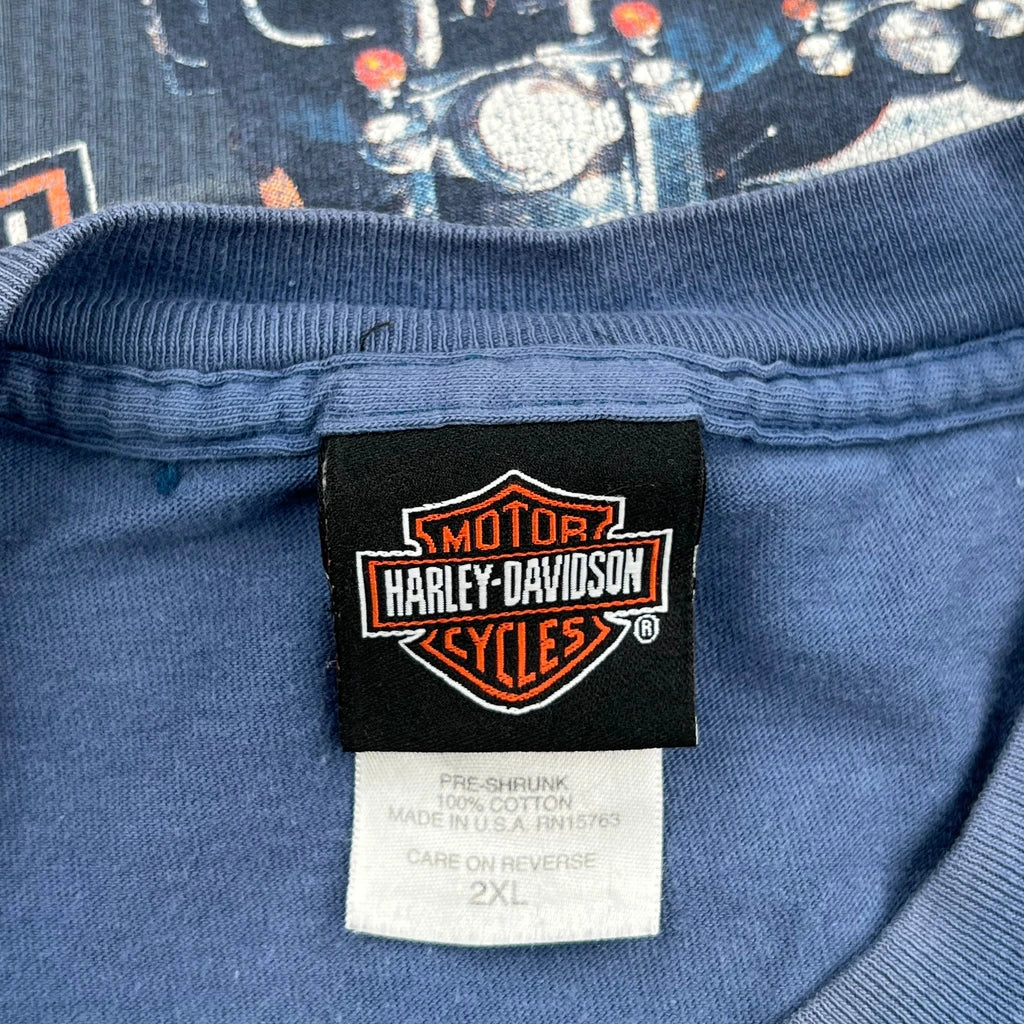 MOTOR
HARLEY-DAVIDSON
CYCLES
®
PRE-SHRUNK
100% COTTON
MADE IN U.S.A. RN15763
CARE ON REVERSE
2XL